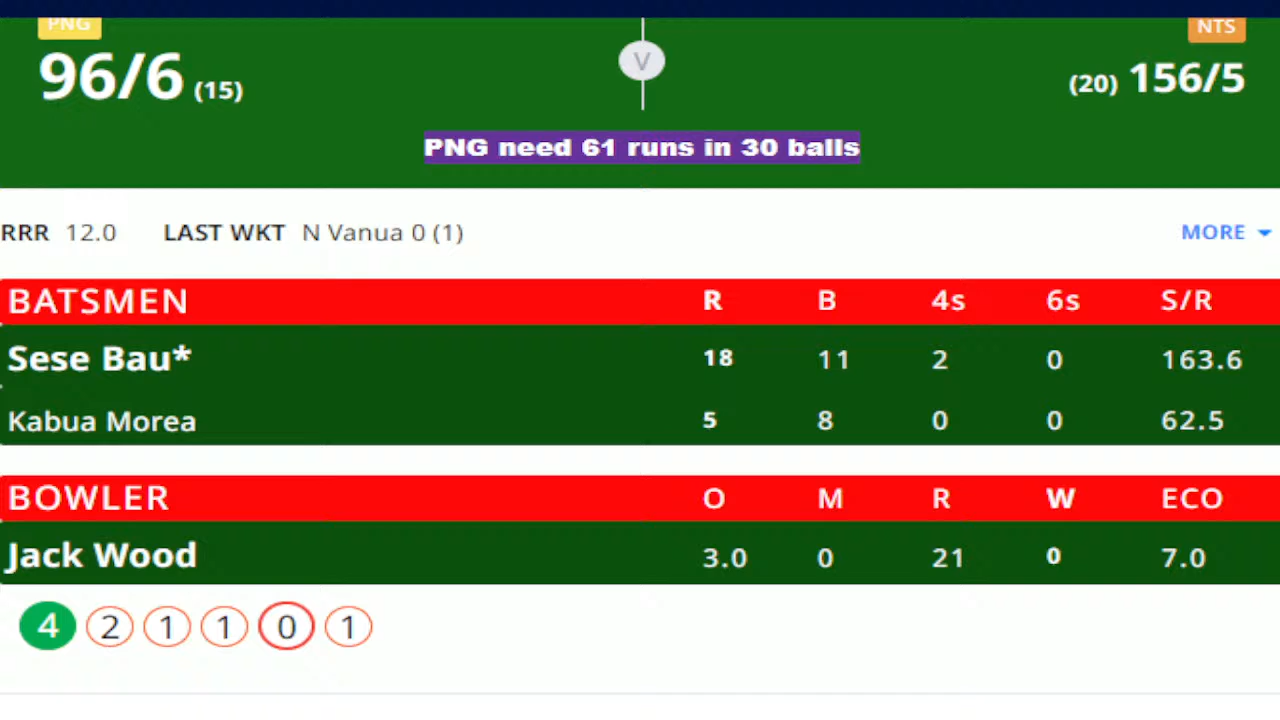 PNG
NTS
96/6 (15)
V
(20) 156/5
PNG need 61 runs in 30 balls
RRR 12.0 LAST WKT N Vanua 0 (1)
MORE
BATSMEN R B 4s 6s S/R
Sese Bau* 18 11 2 0 163.6
Kabua Morea 5 8 0 0 62.5
BOWLER O M R W ECO
Jack Wood 3.0 0 21 0 7.0
4 2 1 1 0 1